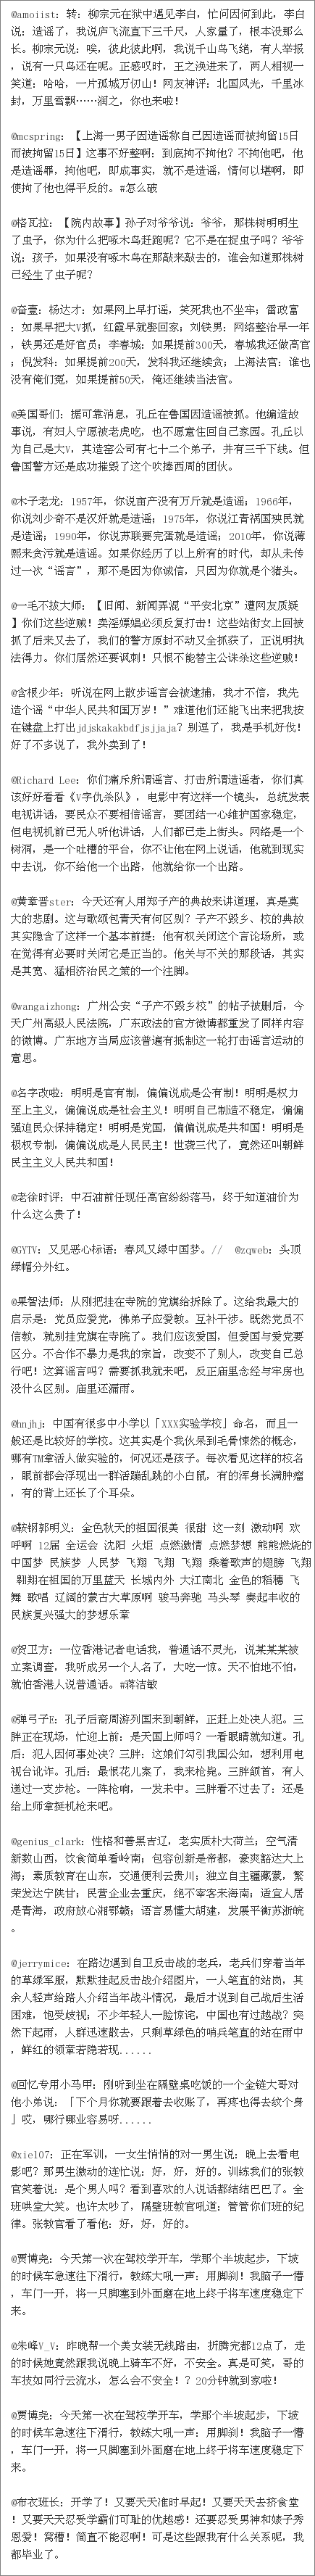 @amoiist：转：柳宗元在狱中遇见李白，忙问因何到此，李白
说：造谣了，我说庐飞流直下三千尺，人家量了，根本没那么
长。柳宗元说：唉，彼此彼此啊，我说千山鸟飞绝，有人举报
，说有一只鸟还在呢。正感叹时，王之涣进来了，两人相视一
笑道：哈哈，一片孤城万仞山！网友神评：北国风光，千里冰
封，万里雪飘……润之，你也来啦！
@mcspring：【上海一男子因造谣称自己因造谣而被拘留15日
而被拘留15日】这事不好整啊：到底拘不拘他？不拘他吧，他
是造谣罪，拘他吧，即成事实，就不是造谣，情何以堪啊，即
使拘了他也得平反的。#怎么破
@格瓦拉：【院内故事】孙子对爷爷说：爷爷，那株树明明生
了虫子，你为什么把啄木鸟赶跑呢？它不是在捉虫子吗？爷爷
说：孩子，如果没有啄木鸟在那敲来敲去的，谁会知道那株树
已经生了虫子呢？
@奋壹：杨达才：如果网上早打谣，笑死我也不坐牢；雷政富
：如果早把大V抓，红霞早就娶回家；刘铁男：网络整治早一年
，铁男还是好官员；李春城：如果提前300天，春城我还做高官
；倪发科：如果提前200天，发科我还继续贪；上海法官：谁也
没有俺们冤，如果提前50天，俺还继续当法官。
@美国哥们：据可靠消息，孔丘在鲁国因造谣被抓。他编造故
事说，有妇人宁愿被老虎吃，也不愿意住回自己家园。孔丘以
为自己是大V，其造窑公司有七十二个弟子，并有三千下线。但
鲁国警方还是成功摧毁了这个吹捧西周的团伙。
@木子老龙：1957年，你说亩产没有万斤就是造谣；1966年，
你说刘少奇不是汉奸就是造谣；1975年，你说江青祸国殃民就
是造谣；1990年，你说苏联要完蛋就是造谣；2010年，你说薄
熙来贪污就是造谣。如果你经历了以上所有的时代，却从未传
过一次“谣言”，那不是因为你诚信，只因为你就是个猪头。
@一毛不拔大师：【旧闻、新闻弄混“平安北京”遭网友质疑
】你们这些逆贼！卖淫嫖娼必须反复打击！这些站街女上回被
抓了后来又去了，我们的警方原封不动又全抓获了，正说明执
法得力。你们居然还要讽刺！只恨不能替主公诛杀这些逆贼！
@含根少年：听说在网上散步谣言会被逮捕，我才不信，我先
造个谣“中华人民共和国万岁！”难道他们还能飞出来把我按
在键盘上打出jdjskakakbdfjsjjaja？别逗了，我是手机好伐！
好了不多说了，我外卖到了！
@Richard Lee：你们痛斥所谓谣言、打击所谓造谣者，你们真
该好好看看《V字仇杀队》，电影中有这样一个镜头，总统发表
电视讲话，要民众不要相信谣言，要团结一心维护国家稳定，
但电视机前已无人听他讲话，人们都已走上街头。网络是一个
树洞，是一个吐槽的平台，你不让他在网上说话，他就到现实
中去说，你不给他一个出路，他就给你一个出路。
@黄章晋ster：今天还有人用郑子产的典故来讲道理，真是莫
大的悲剧。这与歌颂包青天有何区别？子产不毁乡、校的典故
其实隐含了这样一个基本前提：他有权关闭这个言论场所，或
在觉得有必要时关闭它是正当的。他关与不关的那段话，其实
是其宽、猛相济治民之策的一个注脚。
@wangaizhong：广州公安“子产不毁乡校”的帖子被删后，今
天广州高级人民法院，广东政法的官方微博都重发了同样内容
的微博。广东地方当局应该普遍有抵制这一轮打击谣言运动的
意思。
@名字改啦：明明是官有制，偏偏说成是公有制！明明是权力
至上主义，偏偏说成是社会主义！明明自己制造不稳定，偏偏
强迫民众保持稳定！明明是党国，偏偏说成是共和国！明明是
极权专制，偏偏说成是人民民主！世袭三代了，竟然还叫朝鲜
民主主义人民共和国！
@老徐时评：中石油前任现任高官纷纷落马，终于知道油价为
什么这么贵了！
@GYTV：又见恶心标语：春风又绿中国梦。// @zqweb：头顶
绿帽分外红。
@果智法师：从刚把挂在寺院的党旗给拆除了。这给我最大的
启示是：党员应爱党，佛弟子应爱教。互补干涉。既然党员不
信教，就别挂党旗在寺院了。我们应该爱国，但爱国与爱党要
区分。不合作不暴力是我的宗旨，改变不了别人，改变自己总
行吧！这算谣言吗？需要抓我就来吧，反正庙里念经与牢房也
没什么区别。庙里还漏雨。
@hnjhj：中国有很多中小学以「XXX实验学校」命名，而且一
般还是比较好的学校。这其实是个我伙呆到毛骨悚然的概念，
哪有TM拿活人做实验的，何况还是孩子。每次看见这样的校名
，眼前都会浮现出一群活蹦乱跳的小白鼠，有的浑身长满肿瘤
，有的背上还长了个耳朵。
@鞍钢郭明义：金色秋天的祖国很美 很甜 这一刻 激动啊 欢
呼啊 12届 全运会 沈阳 火炬 点燃激情 点燃梦想 熊熊燃烧的
中国梦 民族梦 人民梦 飞翔 飞翔 飞翔 乘着歌声的翅膀 飞翔
翱翔在祖国的万里蓝天 长城内外 大江南北 金色的稻穗 飞
舞 歌唱 辽阔的蒙古大草原啊 骏马奔驰 马头琴 奏起丰收的
民族复兴强大的梦想乐章
@贺卫方：一位香港记者电话我，普通话不灵光，说某某某被
立案调查，我听成另一个人名了，大吃一惊。天不怕地不怕，
就怕香港人说普通话。#蒋洁敏
@弹弓子E：孔子后裔周游列国来到朝鲜，正赶上处决人犯。三
胖正在现场，忙迎上前：是天国上师吗？一看眼睛就知道。孔
后：犯人因何事处决？三胖：这娘们勾引我国公知，想利用电
视台讹诈。孔后：最恨花儿案了，我来枪毙。三胖颔首，有人
递过一支步枪。一阵枪响，一发未中。三胖看不过去了：还是
给上师拿挺机枪来吧。
@genius_clark：性格和善黑吉辽，老实质朴大荷兰；空气清
新数山西，饮食简单看岭南；包容创新是帝都，豪爽豁达大上
海；素质教育在山东，交通便利云贵川；独立自主疆藏蒙，繁
荣发达宁陕甘；民营企业去重庆，绝不宰客来海南；适宜人居
是青海，政府放心湘鄂赣；语言易懂大胡建，发展平衡苏浙皖
。
@jerrymice：在路边遇到自卫反击战的老兵，老兵们穿着当年
的草绿军服，默默挂起反击战介绍图片，一人笔直的站岗，其
余人轻声给路人介绍当年战斗情况，最后才说到自己战后生活
困难，饱受歧视；不少年轻人一脸惊诧，中国也有过越战？突
然下起雨，人群迅速散去，只剩草绿色的哨兵笔直的站在雨中
，鲜红的领章若隐若现......
@回忆专用小马甲：刚听到坐在隔壁桌吃饭的一个金链大哥对
他小弟说：「下个月你就要跟着去收账了，再疼也得去纹个身
」哎，哪行哪业容易呀......
@xie107：正在军训，一女生悄悄的对一男生说：晚上去看电
影吧？那男生激动的连忙说：好，好，好的。训练我们的张教
官笑着说：是个男人吗？看到喜欢的人说话都结结巴巴了。全
班哄堂大笑。也许太吵了，隔壁班教官吼道：管管你们班的纪
律。张教官看了看他：好，好，好的。
@贾博尧：今天第一次在驾校学开车，学那个半坡起步，下坡
的时候车急速往下滑行，教练大吼一声：用脚刹！我脑子一懵
，车门一开，将一只脚塞到外面磨在地上终于将车速度稳定下
来。
@朱峰V_V：昨晚帮一个美女装无线路由，折腾完都12点了，走
的时候她竟然跟我说晚上骑车不好，不安全。真是可笑，哥的
车技如同行云流水，怎么会不安全！？20分钟就到家啦！
@贾博尧：今天第一次在驾校学开车，学那个半坡起步，下坡
的时候车急速往下滑行，教练大吼一声：用脚刹！我脑子一懵
，车门一开，将一只脚塞到外面磨在地上终于将车速度稳定下
来。
@布衣班长：开学了！又要天天准时早起！又要天天去挤食堂
！又要天天忍受学霸们可耻的优越感！还要忍受男神和婊子秀
恩爱！窝槽！简直不能忍啊！可是这些跟我有什么关系呢，我
都毕业了。